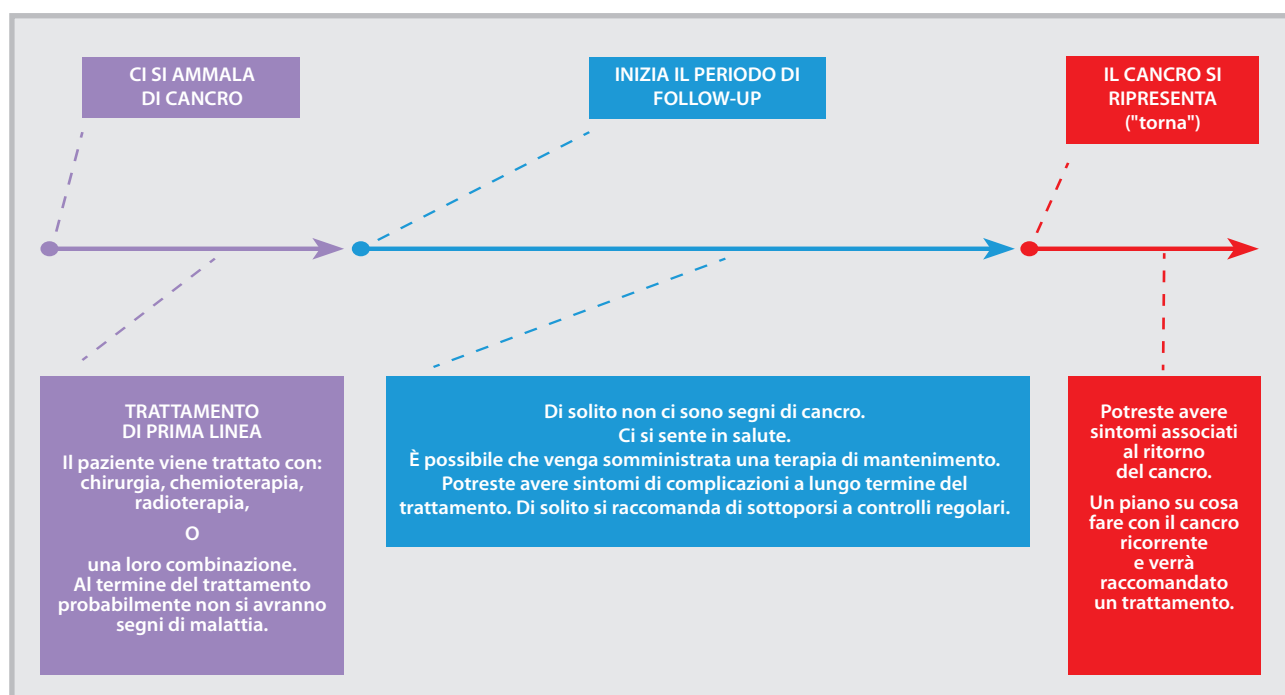 CI SI AMMALA
DI CANCRO
INIZIA IL PERIODO DI
FOLLOW-UP
IL CANCRO SI
RIPRESENTA
("torna")
TRATTAMENTO
DI PRIMA LINEA
Il paziente viene trattato con:
chirurgia, chemioterapia,
radioterapia,
O
una loro combinazione.
Al termine del trattamento
probabilmente non si avranno
segni di malattia.
Di solito non ci sono segni di cancro.
Ci si sente in salute.
È possibile che venga somministrata una terapia di mantenimento.
Potreste avere sintomi di complicazioni a lungo termine del
trattamento. Di solito si raccomanda di sottoporsi a controlli regolari.
Potreste avere
sintomi associati
al ritorno
del cancro.
Un piano su cosa
fare con il cancro
ricorrente
e verrà
raccomandato
un trattamento.